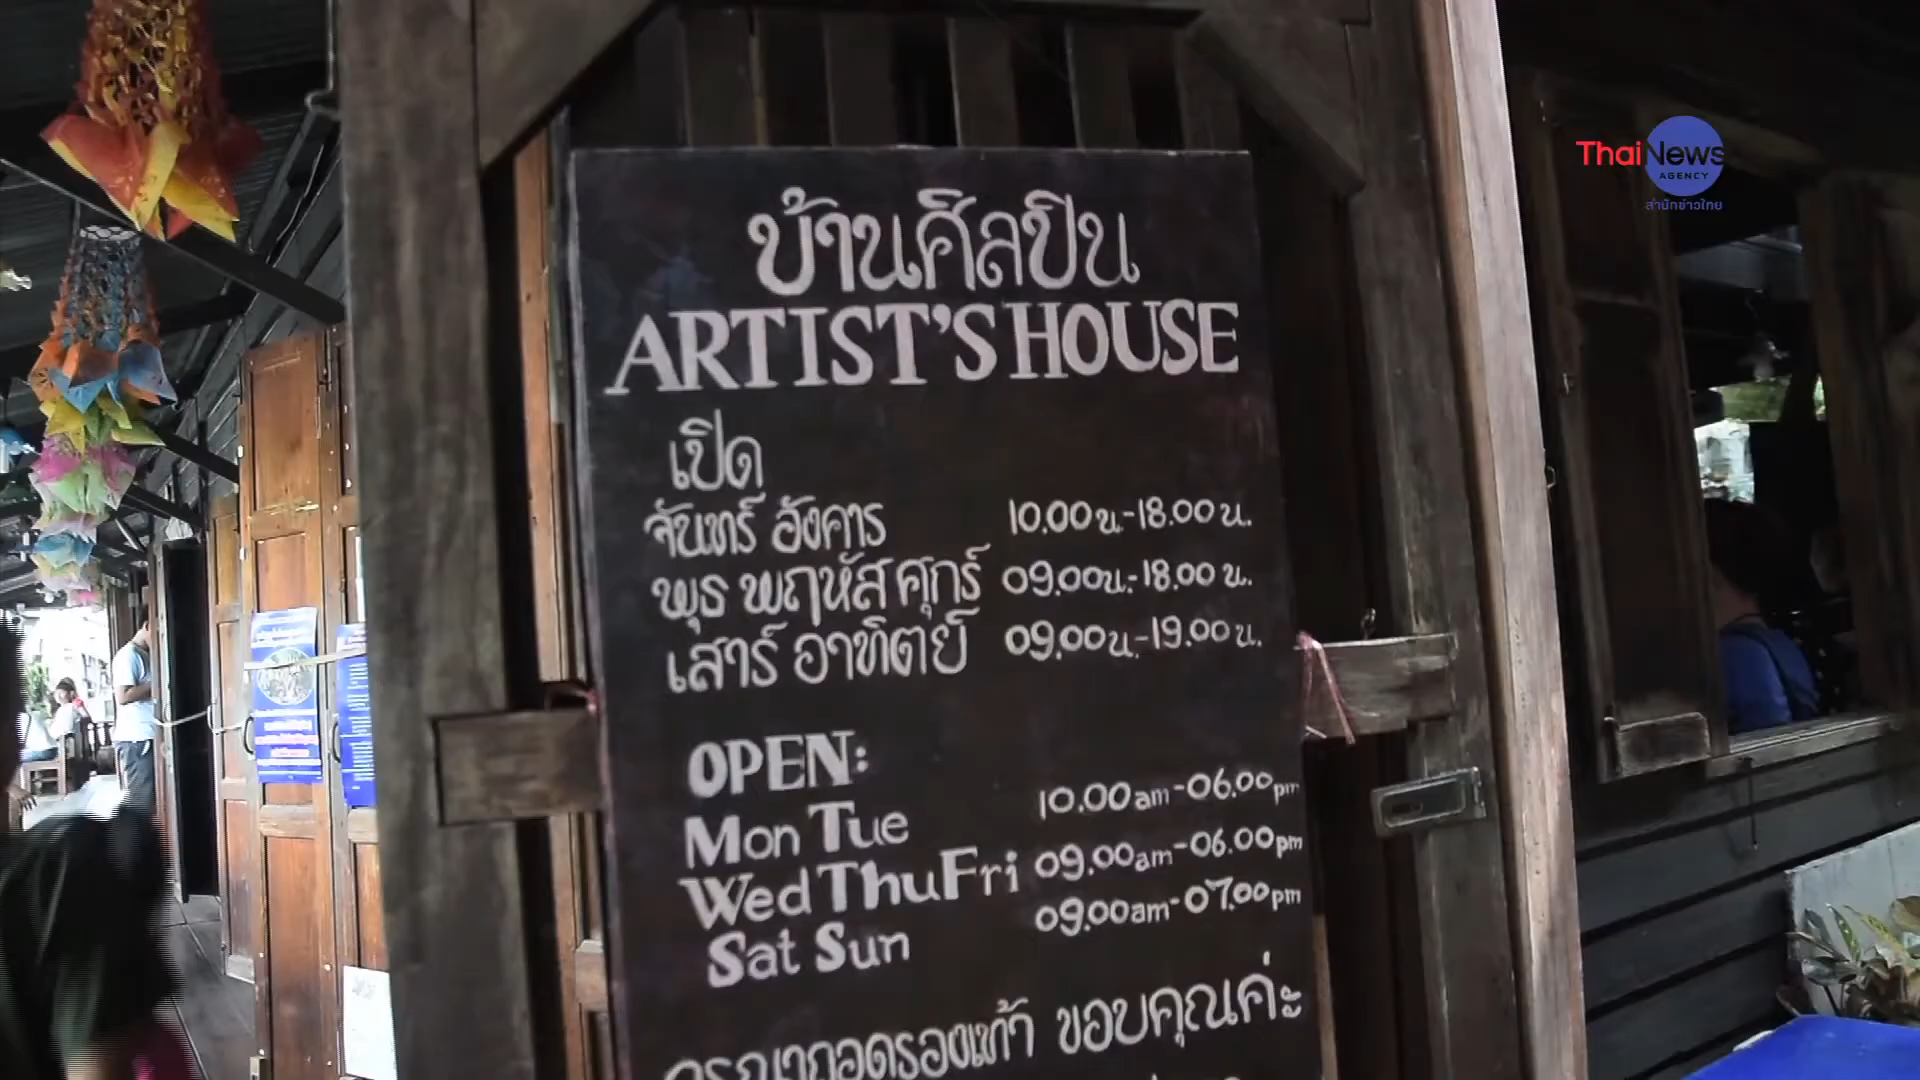 ThaiNews
AGENCY
สำนักข่าวไทย
บ้านศิลปิน
ARTIST'S HOUSE
เปิด
จันทร์ อังคาร 10.00น.-18.00น.
พุธ พฤหัส ศุกร์ 09.00น.-18.00น.
เสาร์ อาทิตย์ 09.00น.-19.00น.
OPEN:
Mon Tue 10.00am-06.00pm
Wed Thu Fri 09.00am-06.00pm
Sat Sun 09.00am-07.00pm
กรุณาถอดรองเท้า ขอบคุณค่ะ